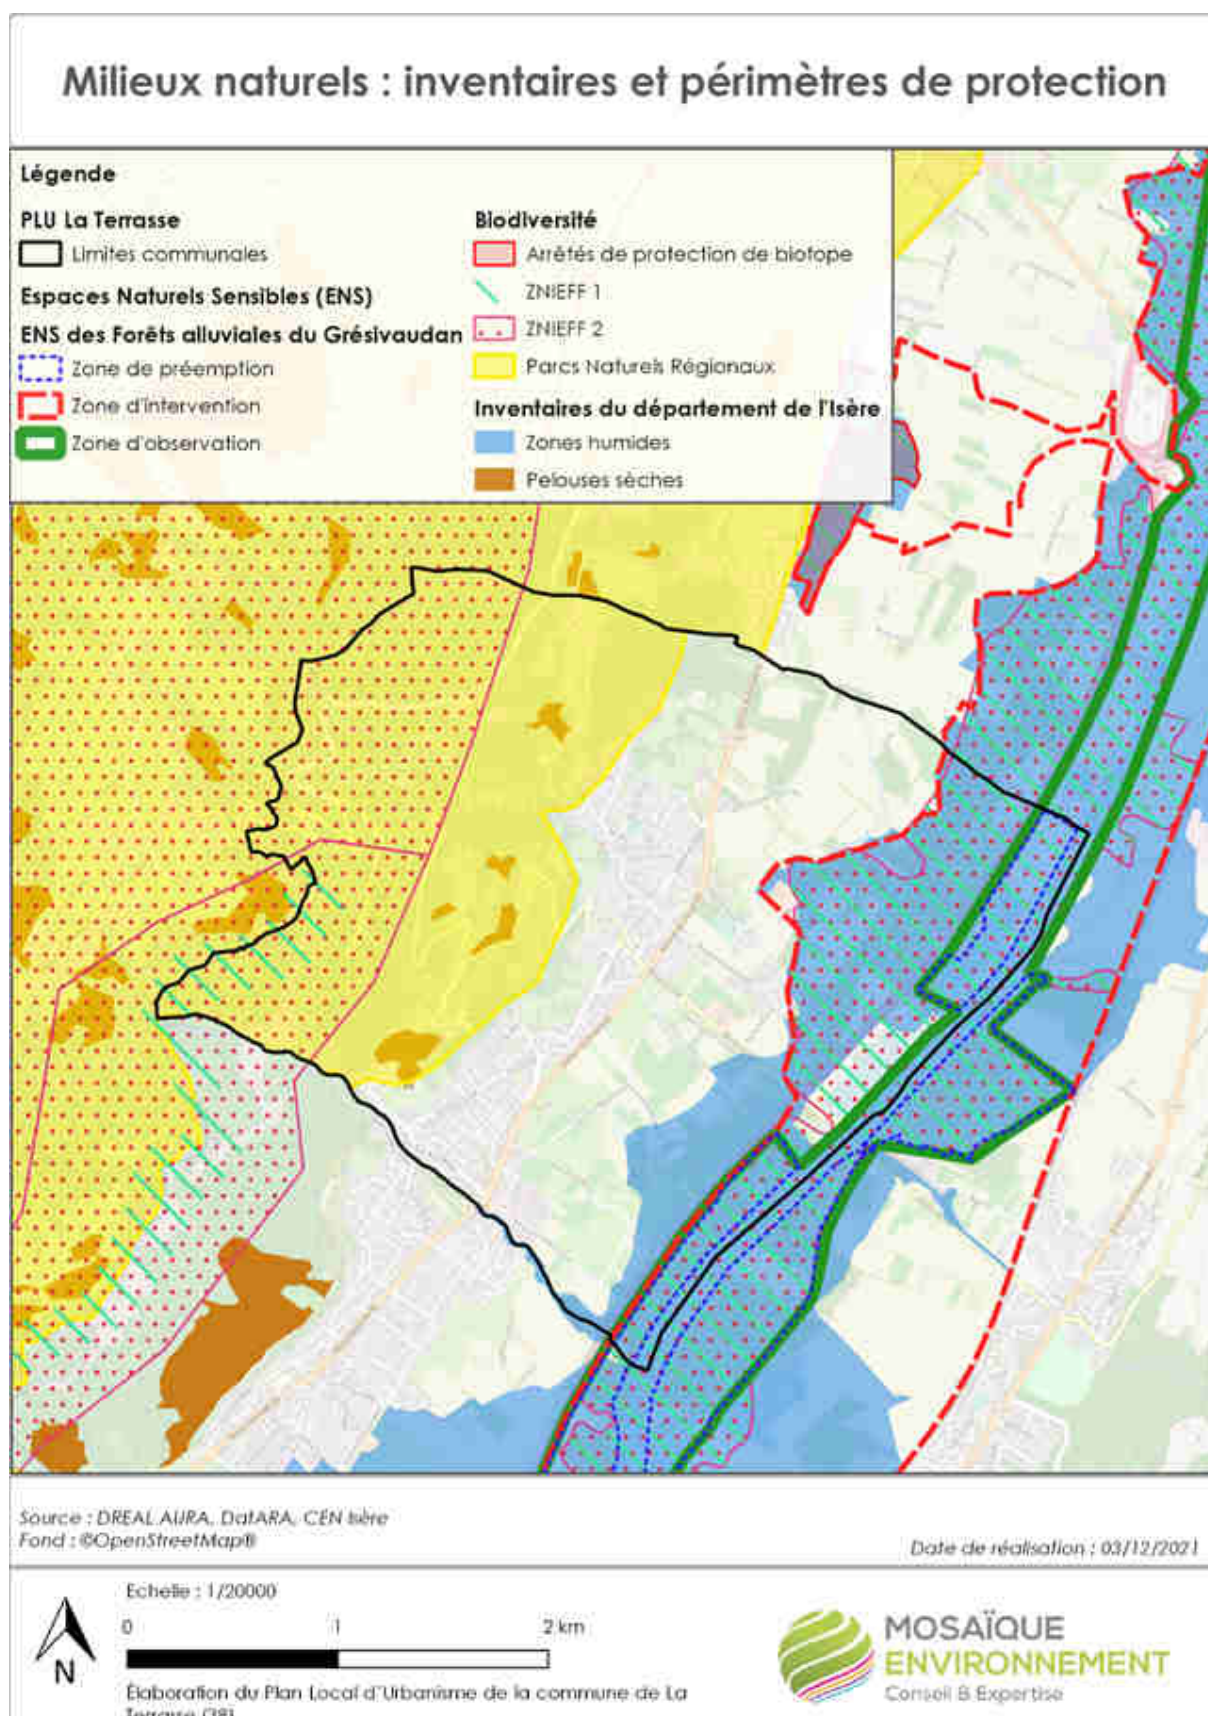 Milieux naturels : inventaires et périmètres de protection
Légende
PLU La Terrasse
Limites communales
Espaces Naturels Sensibles (ENS)
ENS des Forêts alluviales du Grésivaudan
Zone de préemption
Zone d'intervention
Zone d'observation
Biodiversité
Arrêtés de protection de biotope
ZNIEFF 1
ZNIEFF 2
Parcs Naturels Régionaux
Inventaires du département de l'Isère
Zones humides
Pelouses sèches
Source : DREAL AURA, DatARA, CEN Isère
Fond : ©OpenStreetMap®
Date de réalisation : 03/12/2021
Echelle : 1/20000
0 1 2 km
N
Élaboration du Plan Local d'Urbanisme de la commune de La
Terrasse (38)
MOSAÏQUE
ENVIRONNEMENT
Conseil & Expertise